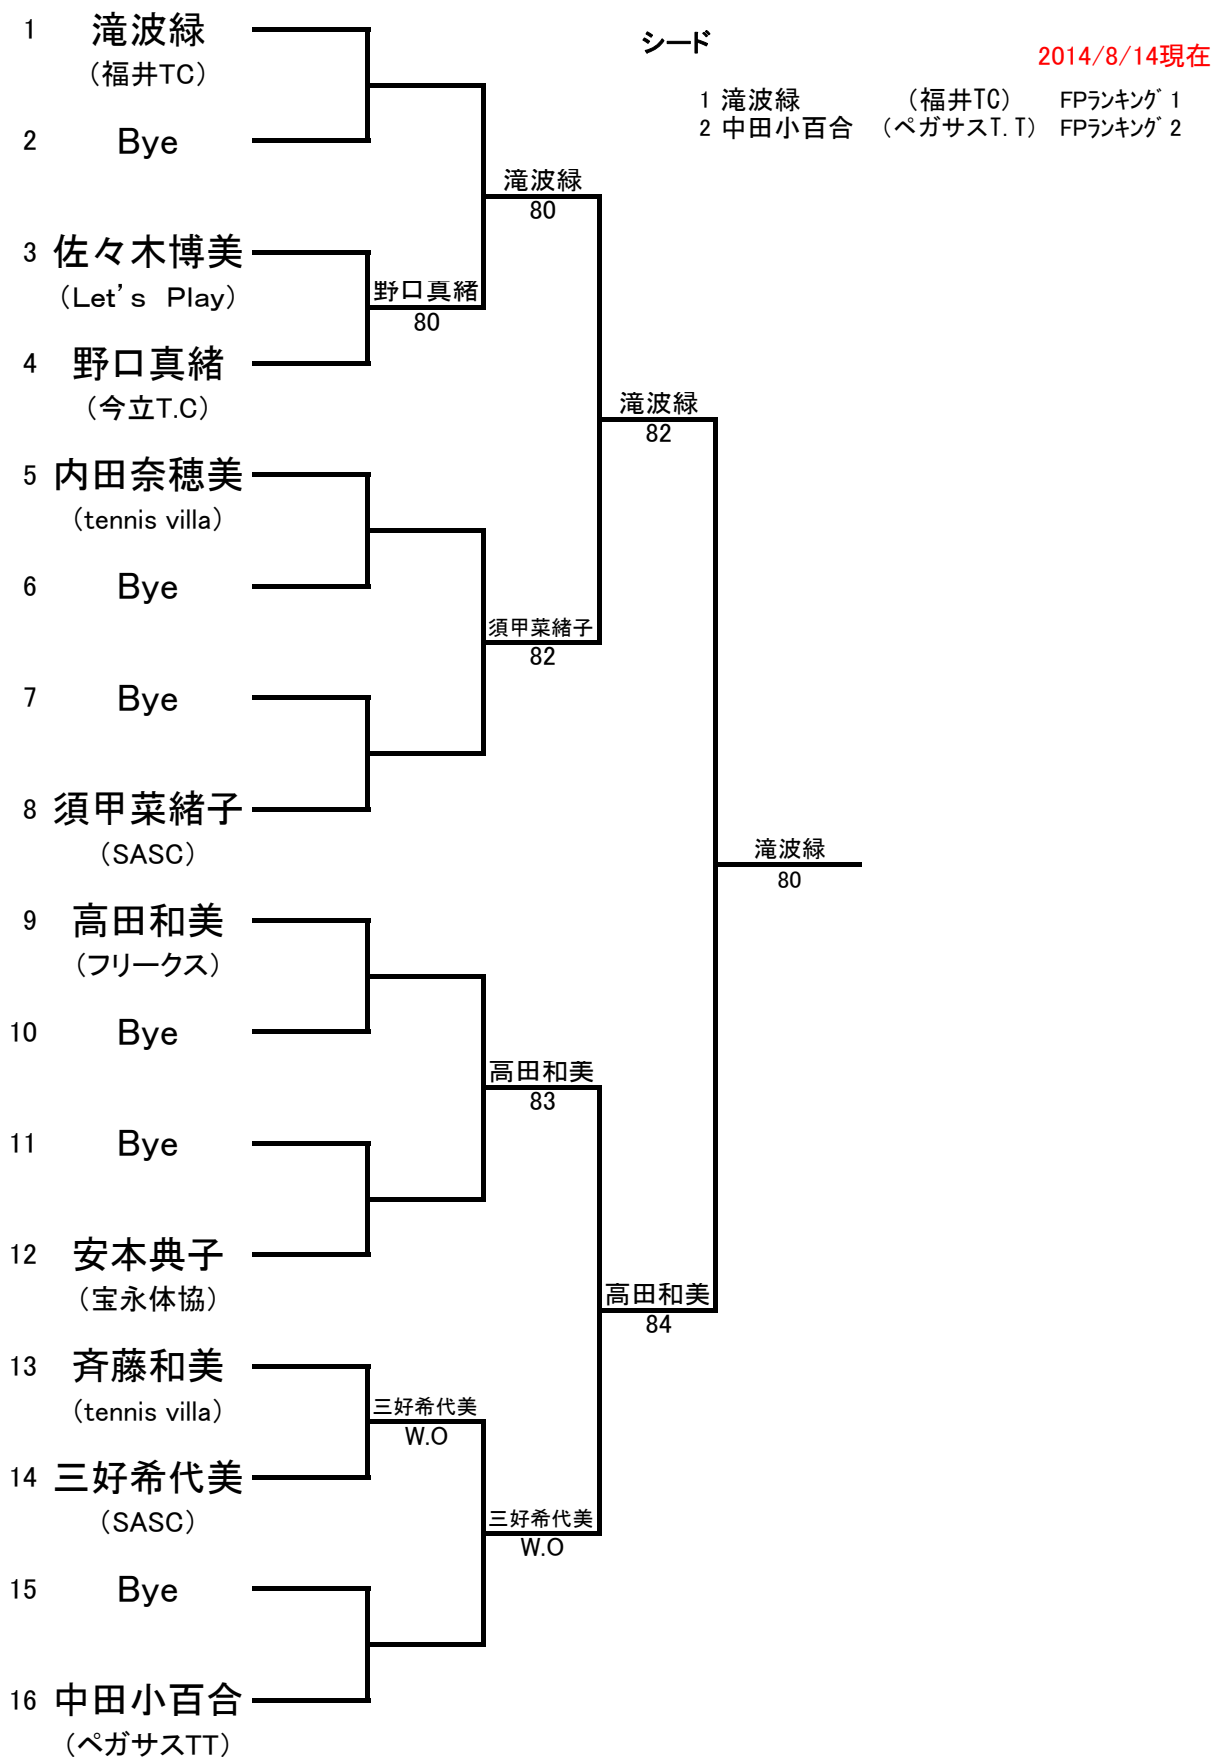 1 滝波緑
（福井TC）
シード
2014/8/14現在
1 滝波緑 （福井TC） FPﾗﾝｷﾝｸﾞ 1
2 中田小百合 （ペガサスT.T） FPﾗﾝｷﾝｸﾞ 2
2 Bye
滝波緑
80
3 佐々木博美
（Let's Play）
野口真緒
80
4 野口真緒
（今立T.C）
滝波緑
82
5 内田奈穂美
（tennis villa）
6 Bye
須甲菜緒子
82
7 Bye
8 須甲菜緒子
（SASC）
滝波緑
80
9 高田和美
（フリークス）
10 Bye
高田和美
83
11 Bye
12 安本典子
（宝永体協）
高田和美
84
13 斉藤和美
（tennis villa）
三好希代美
W.O
14 三好希代美
（SASC）
三好希代美
W.O
15 Bye
16 中田小百合
（ペガサスTT）